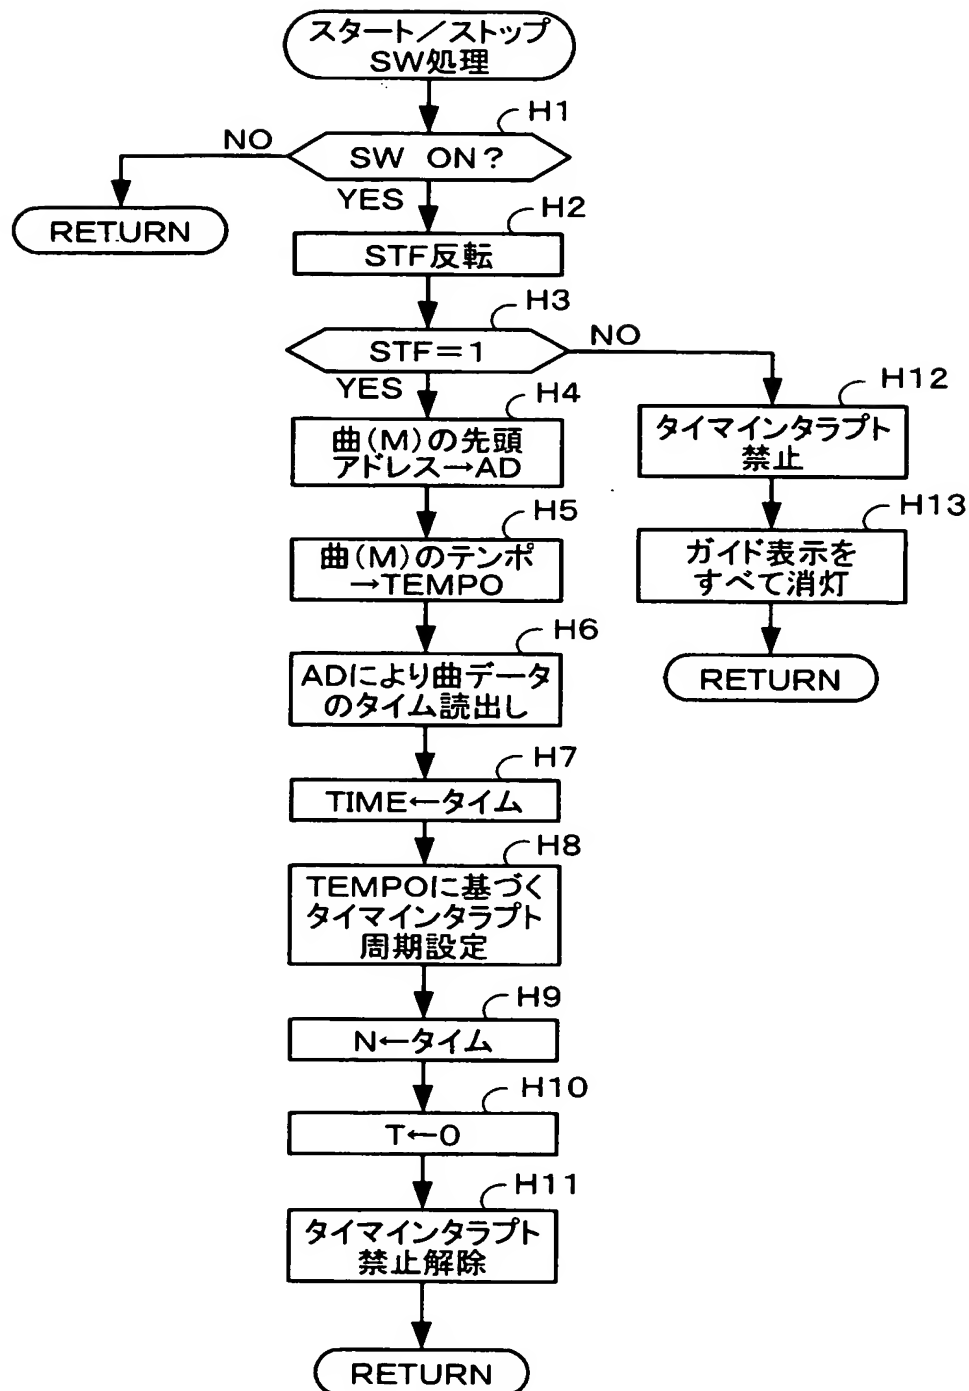 スタート／ストップ
SW処理
H1
NO
SW ON?
YES
RETURN
H2
STF反転
H3
STF=1
NO
YES
H4
曲(M)の先頭
アドレス→AD
H5
曲(M)のテンポ
→TEMPO
H6
ADにより曲データ
のタイム読出し
H7
TIME←タイム
H8
TEMPOに基づく
タイマインタラプト
周期設定
H9
N←タイム
H10
T←0
H11
タイマインタラプト
禁止解除
RETURN
H12
タイマインタラプト
禁止
H13
ガイド表示を
すべて消灯
RETURN